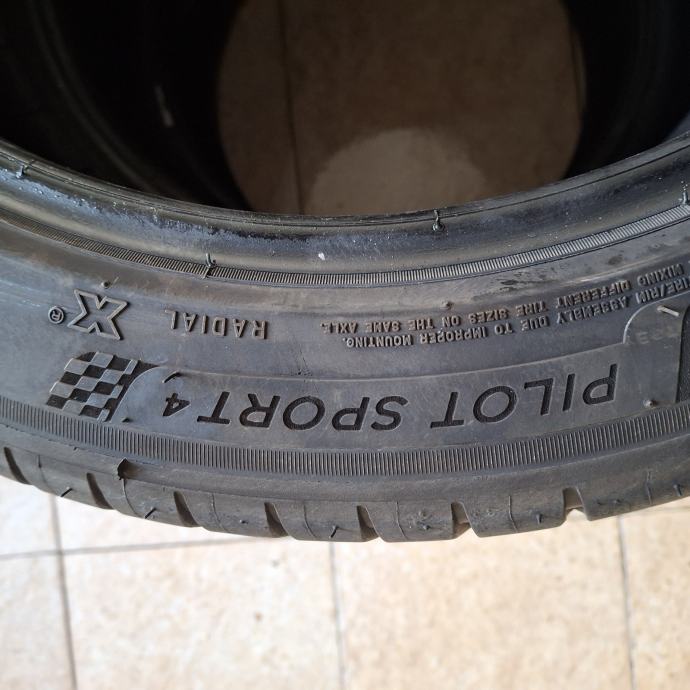 TIRE/RIM ASSEMBLY DUE TO IMPROPER MOUNTING.
MIXING DIFFERENT TIRE SIZES ON THE SAME AXLE.
RADIAL X®
PILOT SPORT 4